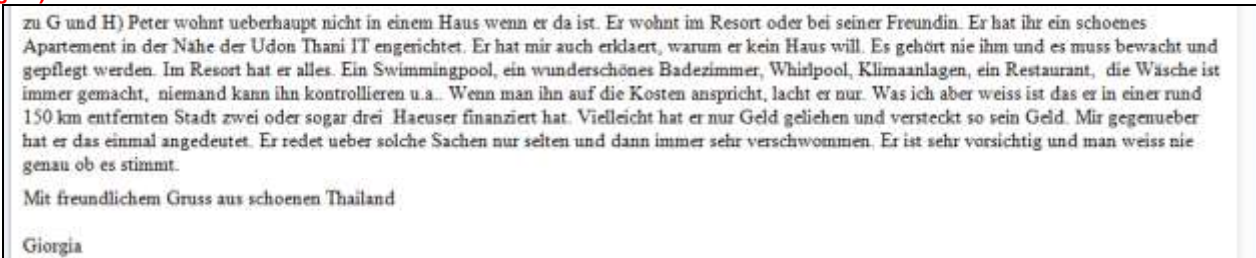 zu G und H) Peter wohnt ueberhaupt nicht in einem Haus wenn er da ist. Er wohnt im Resort oder bei seiner Freundin. Er hat ihr ein schoenes
Apartement in der Nähe der Udon Thani IT engerichtet. Er hat mir auch erklaert, warum er kein Haus will. Es gehört nie ihm und es muss bewacht und
gepflegt werden. Im Resort hat er alles. Ein Swimmingpool, ein wunderschönes Badezimmer, Whirlpool, Klimaanlagen, ein Restaurant, die Wäsche ist
immer gemacht, niemand kann ihn kontrollieren u.a.. Wenn man ihn auf die Kosten anspricht, lacht er nur. Was ich aber weiss ist das er in einer rund
150 km entfernten Stadt zwei oder sogar drei Haeuser finanziert hat. Vielleicht hat er nur Geld geliehen und versteckt so sein Geld. Mir gegenueber
hat er das einmal angedeutet. Er redet ueber solche Sachen nur selten und dann immer sehr verschwommen. Er ist sehr vorsichtig und man weiss nie
genau ob es stimmt.
Mit freundlichem Gruss aus schoenen Thailand
Giorgia